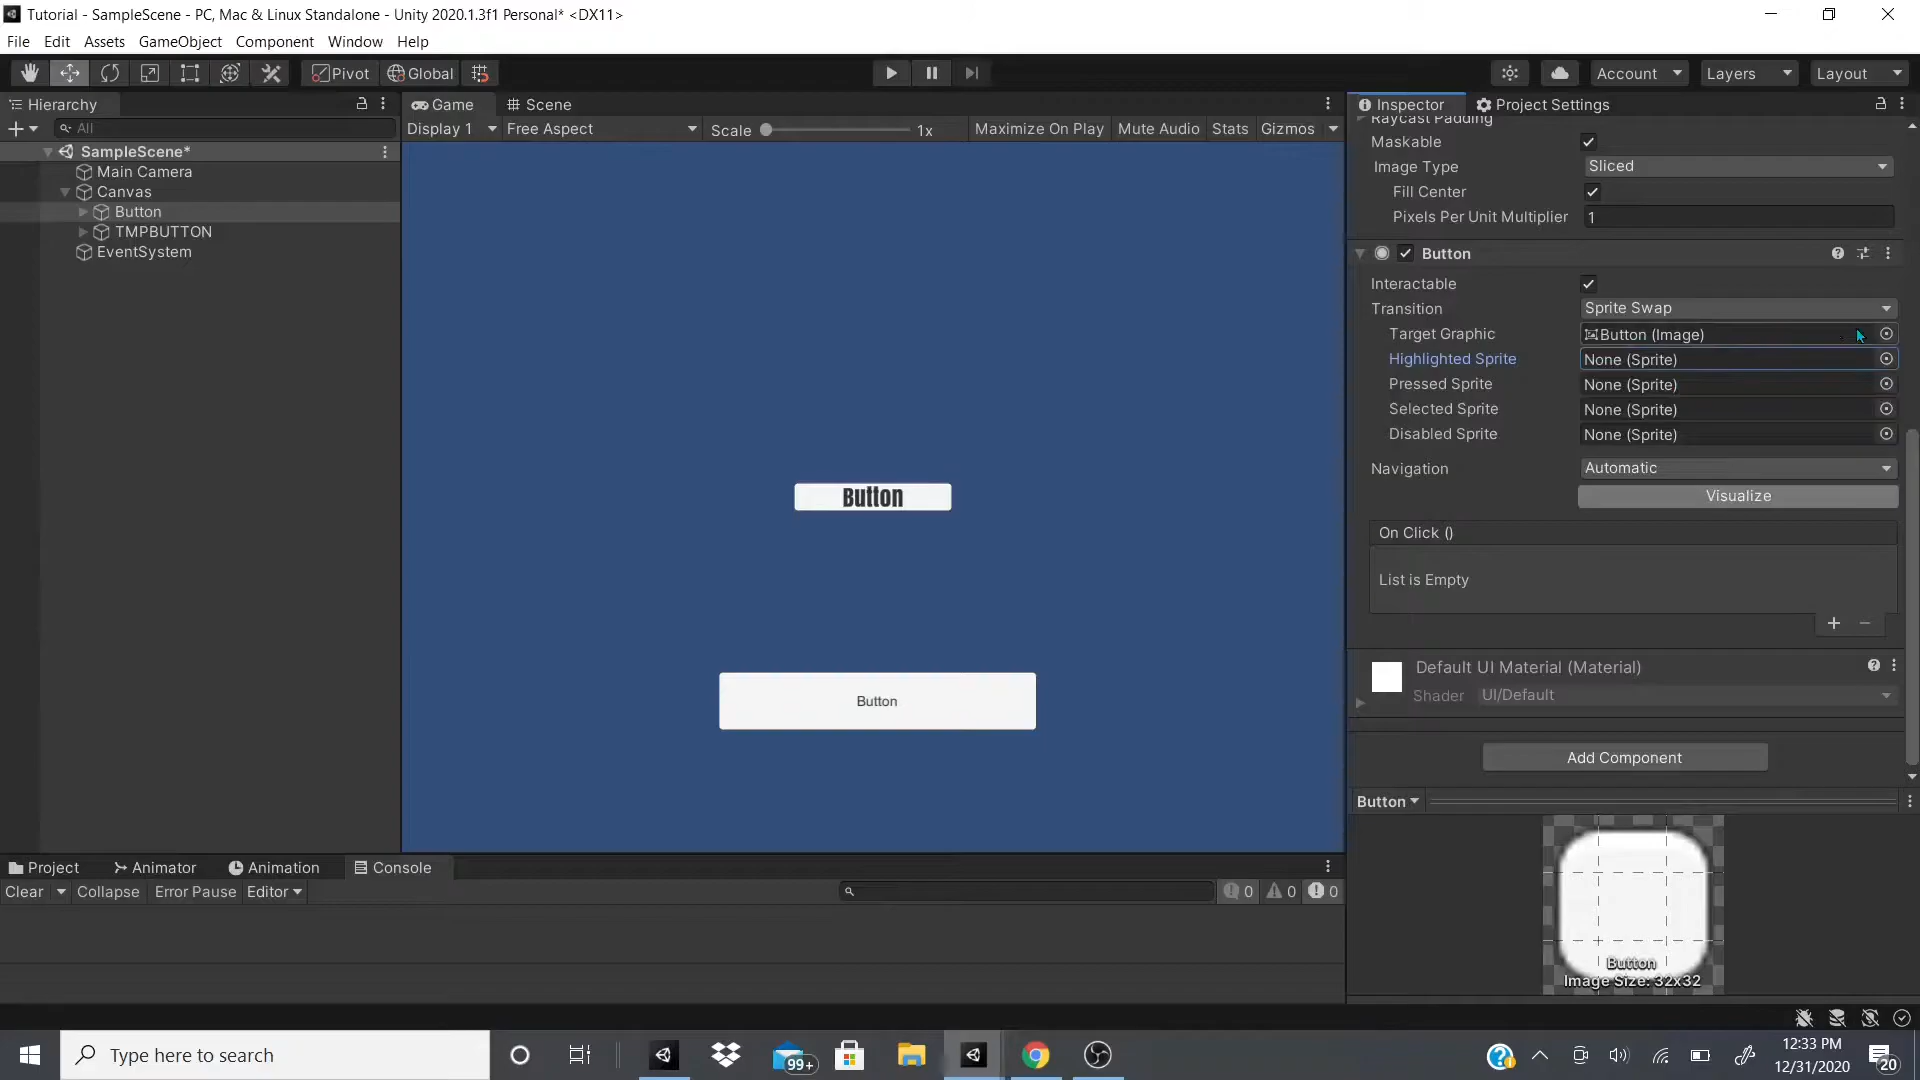 Tutorial - SampleScene - PC, Mac & Linux Standalone - Unity 2020.1.3f1 Personal* <DX11>
File Edit Assets GameObject Component Window Help
Pivot Global Account Layers Layout
Hierarchy Game Scene Inspector Project Settings
All Display 1 Free Aspect Scale 1x Maximize On Play Mute Audio Stats Gizmos
Raycast Padding
Maskable
SampleScene*
Image Type Sliced
Main Camera
Canvas Fill Center
Button Pixels Per Unit Multiplier 1
TMPBUTTON
EventSystem Button
Interactable
Transition Sprite Swap
Target Graphic Button (Image)
Highlighted Sprite None (Sprite)
Pressed Sprite None (Sprite)
Selected Sprite None (Sprite)
Disabled Sprite None (Sprite)
Navigation Automatic
Visualize
Button
On Click ()
List is Empty
+ −
Default UI Material (Material)
Shader UI/Default
Button
Add Component
Button
Project Animator Animation Console
Clear Collapse Error Pause Editor 0 0 0
Button
Image Size: 32x32
Type here to search 99+ 12:33 PM
12/31/2020 20